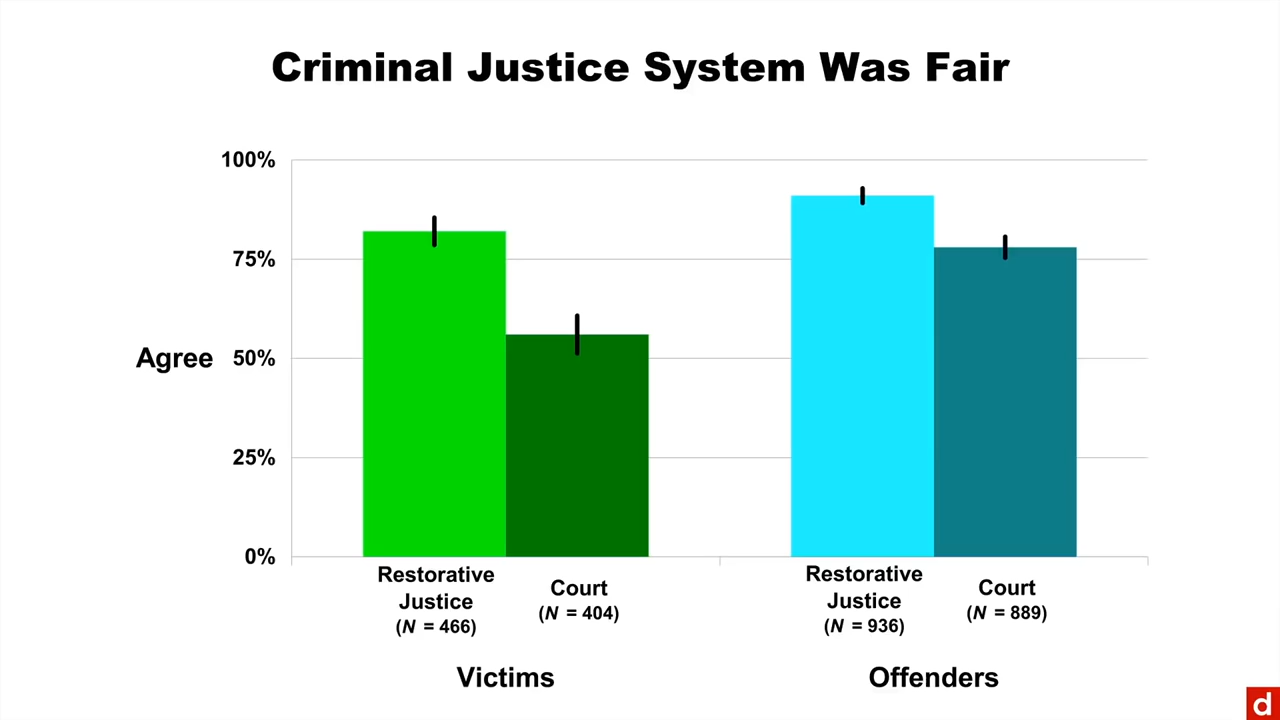 Criminal Justice System Was Fair
100%
75%
Agree 50%
25%
0%
Restorative
Justice
(N = 466)
Court
(N = 404)
Restorative
Justice
(N = 936)
Court
(N = 889)
Victims
Offenders
d